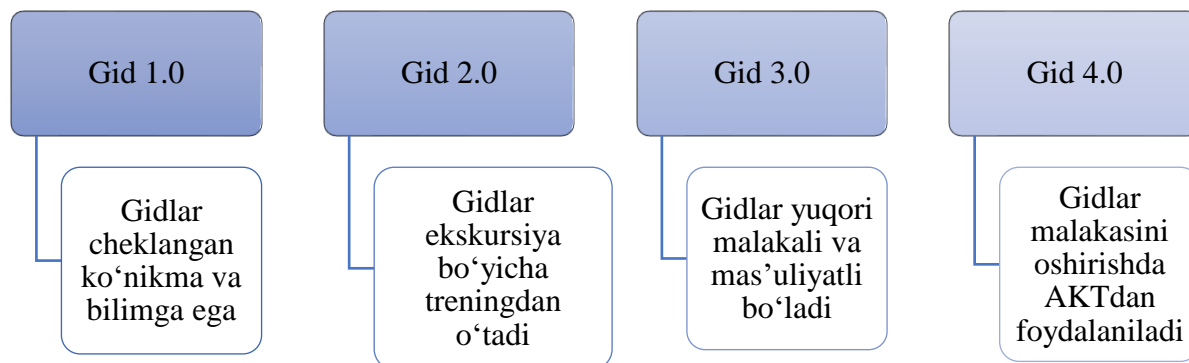 Gid 1.0
Gidlar
cheklangan
ko‘nikma va
bilimga ega
Gid 2.0
Gidlar
ekskursiya
bo‘yicha
treningdan
o‘tadi
Gid 3.0
Gidlar yuqori
malakali va
mas’uliyatli
bo‘ladi
Gid 4.0
Gidlar
malakasini
oshirishda
AKTdan
foydalaniladi